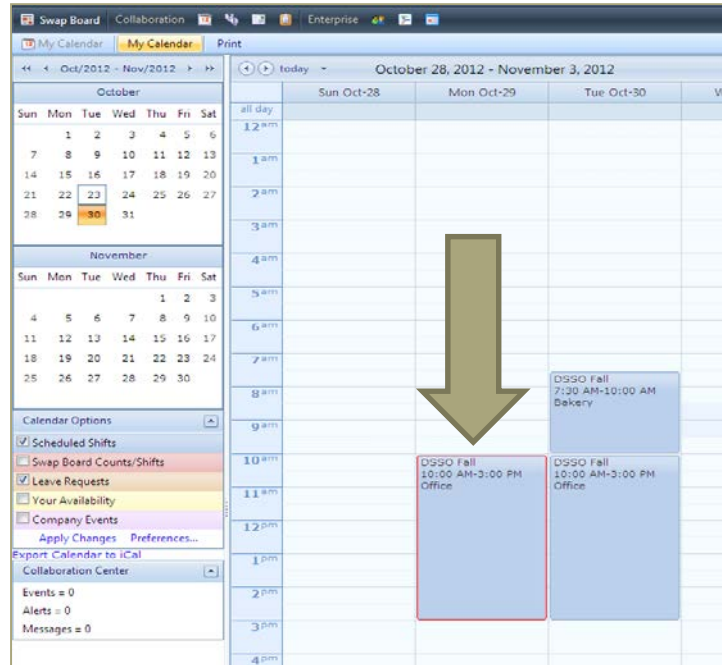 Swap Board Collaboration Enterprise
My Calendar My Calendar Print
Oct/2012 - Nov/2012
October
Sun Mon Tue Wed Thu Fri Sat
1 2 3 4 5 6
7 8 9 10 11 12 13
14 15 16 17 18 19 20
21 22 23 24 25 26 27
28 29 30 31
November
Sun Mon Tue Wed Thu Fri Sat
1 2 3
4 5 6 7 8 9 10
11 12 13 14 15 16 17
18 19 20 21 22 23 24
25 26 27 28 29 30
Calendar Options
Scheduled Shifts
Swap Board Counts/Shifts
Leave Requests
Your Availability
Company Events
Apply Changes Preferences...
Export Calendar to iCal
Collaboration Center
Events = 0
Alerts = 0
Messages = 0
today October 28, 2012 - November 3, 2012
Sun Oct-28 Mon Oct-29 Tue Oct-30
all day
12am
1am
2am
3am
4am
5am
6am
7am
8am
9am
10am
11am
12pm
1pm
2pm
3pm
4pm
DSSO Fall
10:00 AM-3:00 PM
Office
DSSO Fall
7:30 AM-10:00 AM
Bakery
DSSO Fall
10:00 AM-3:00 PM
Office